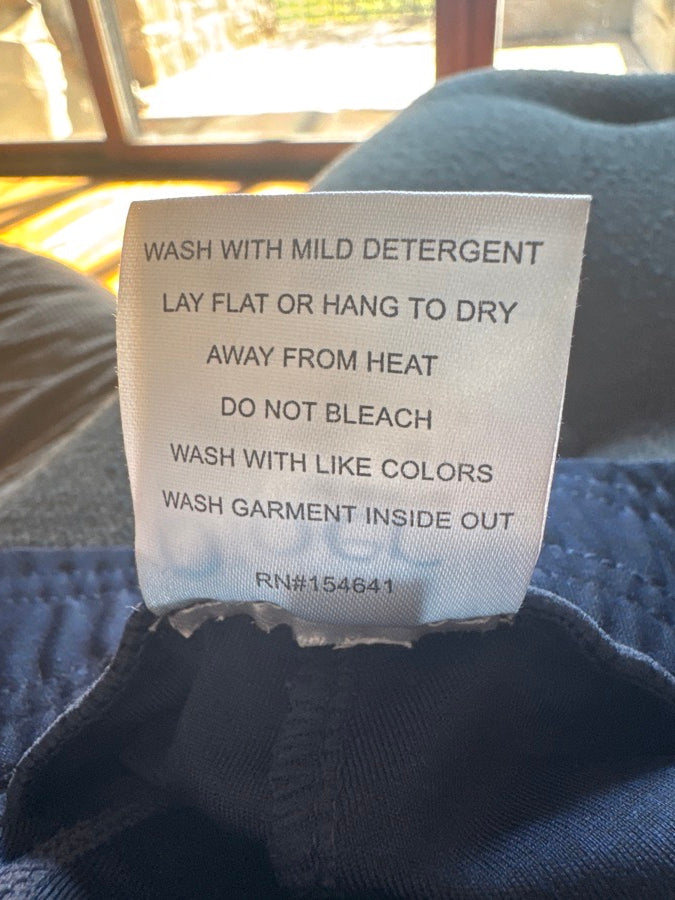 WASH WITH MILD DETERGENT
LAY FLAT OR HANG TO DRY
AWAY FROM HEAT
DO NOT BLEACH
WASH WITH LIKE COLORS
WASH GARMENT INSIDE OUT
RN#154641